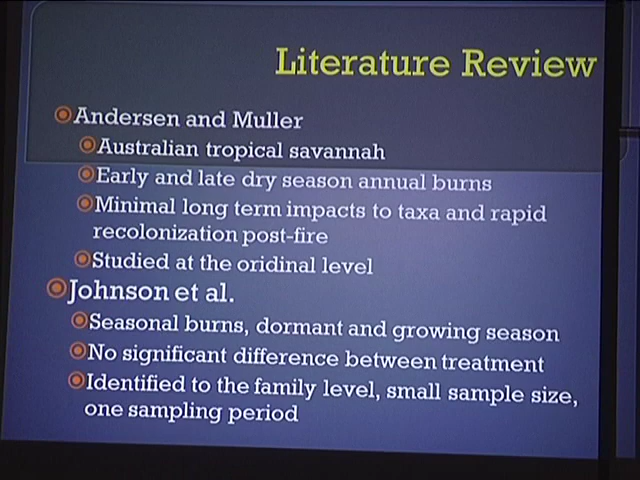 Literature Review
Andersen and Muller
Australian tropical savannah
Early and late dry season annual burns
Minimal long term impacts to taxa and rapid
recolonization post-fire
Studied at the oridinal level
Johnson et al.
Seasonal burns, dormant and growing season
No significant difference between treatment
Identified to the family level, small sample size,
one sampling period